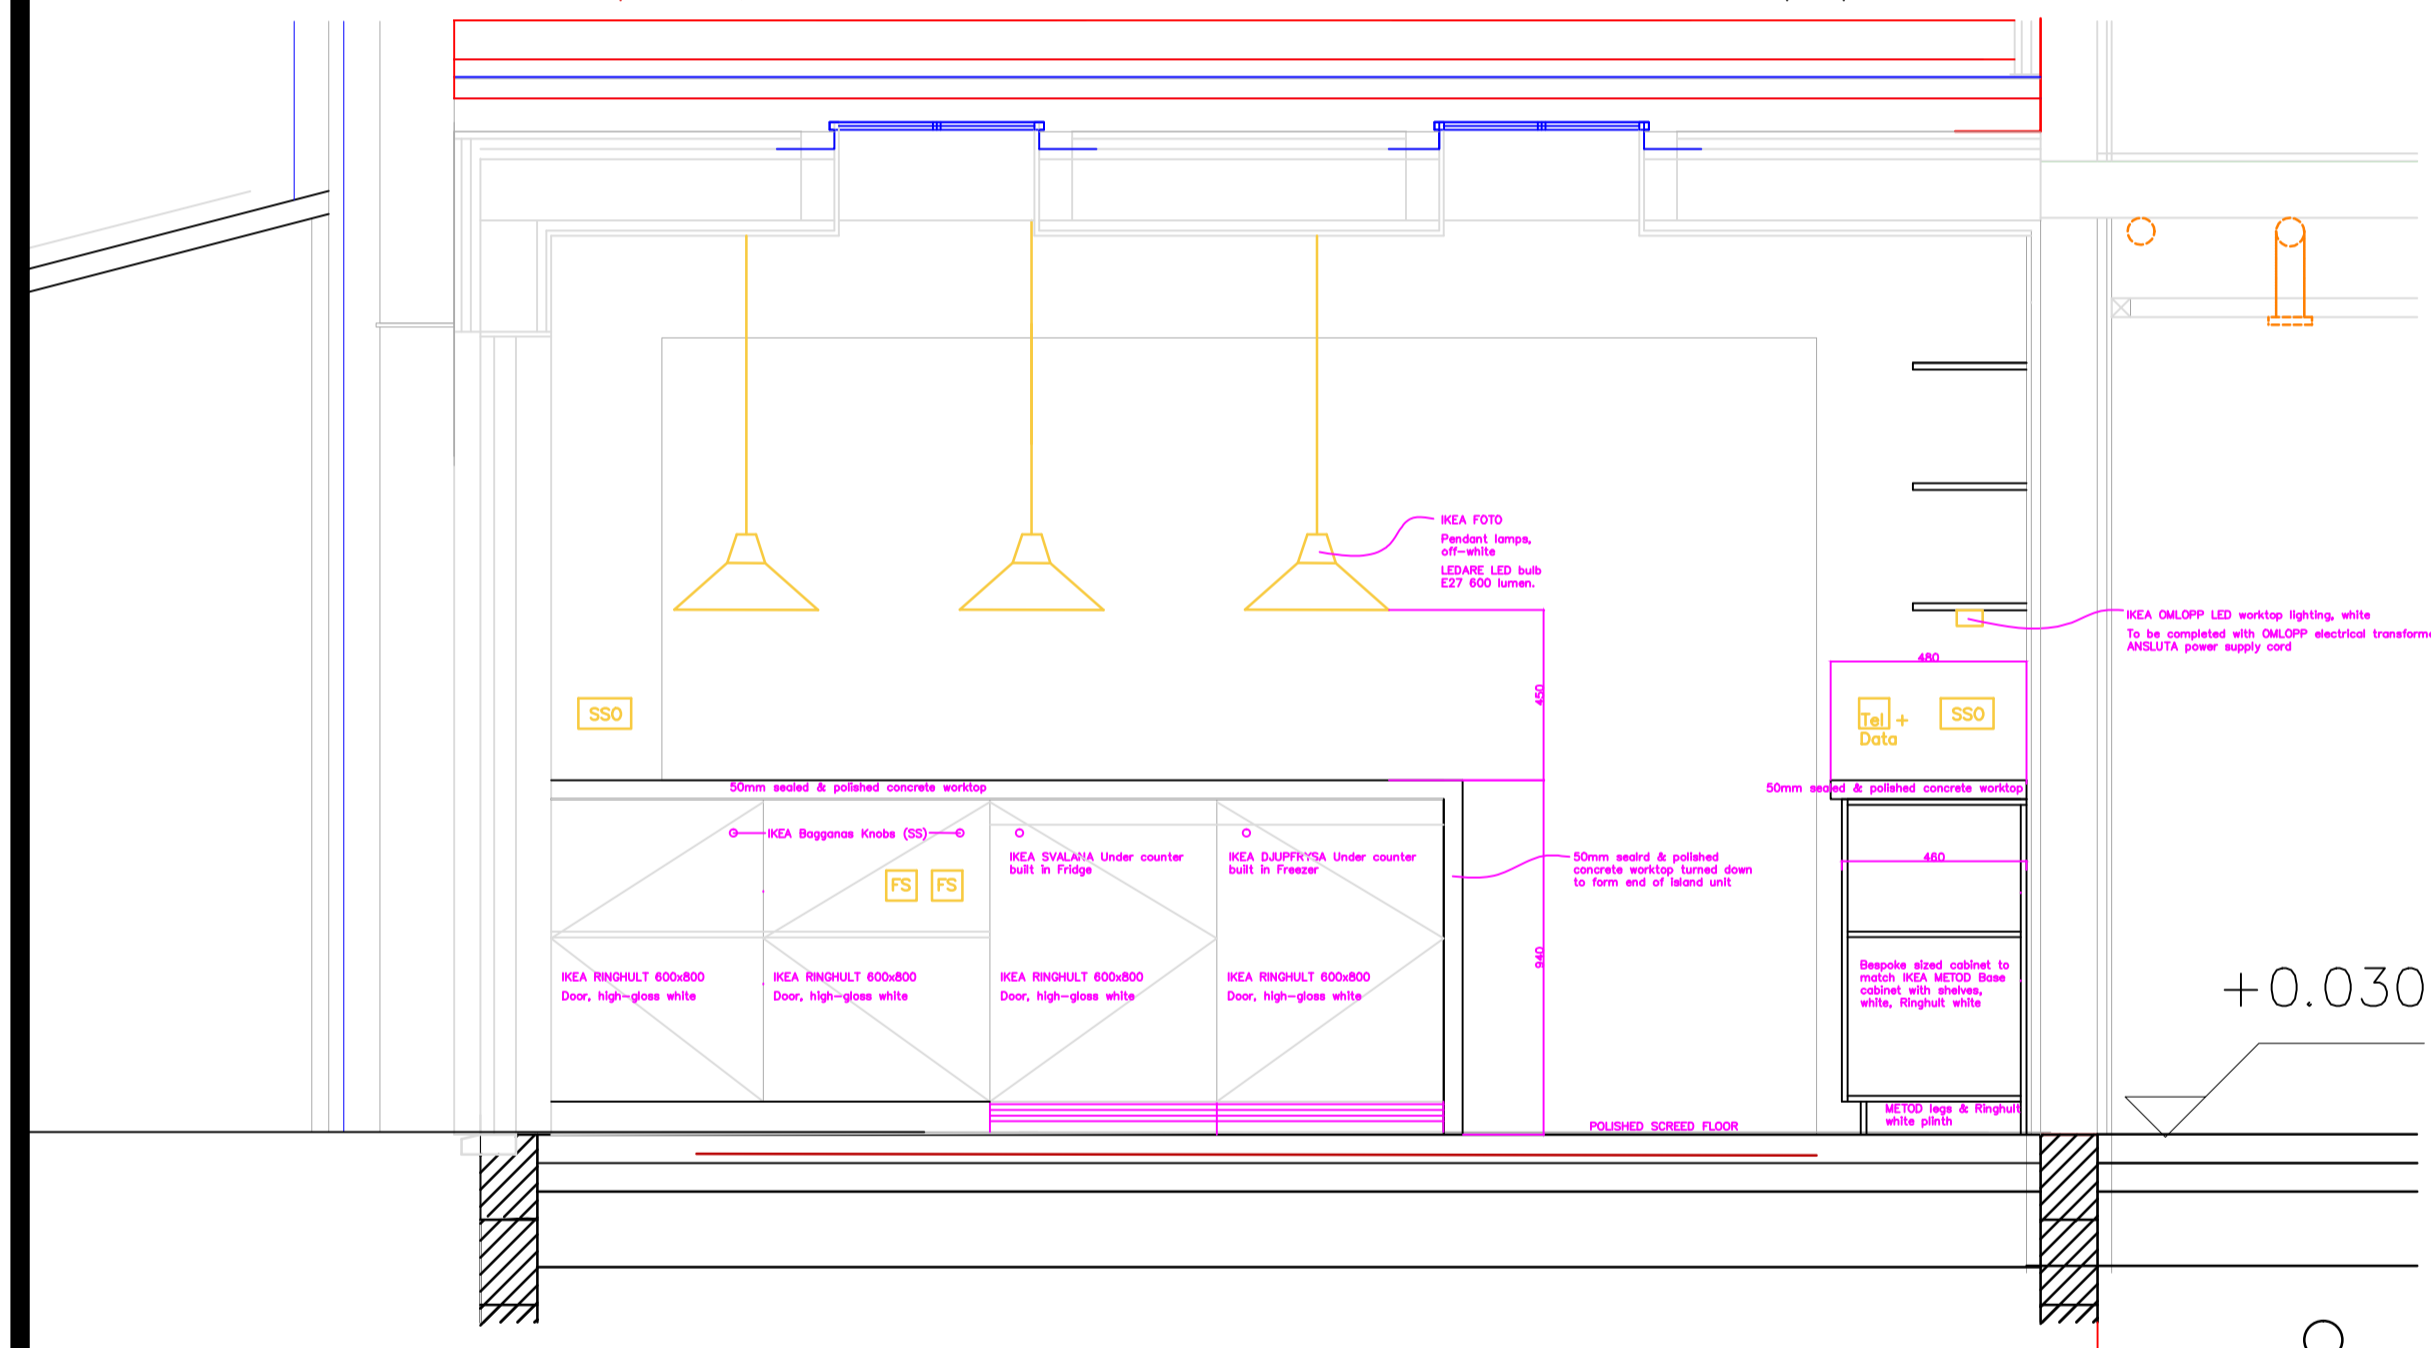 IKEA FOTO
Pendant lamps,
off-white
LEDARE LED bulb
E27 600 lumen.
IKEA OMLOPP LED worktop lighting, white
To be completed with OMLOPP electrical transforme
ANSLUTA power supply cord
480
450
SSO
Tel +
Data
SSO
50mm sealed & polished concrete worktop
50mm sealed & polished concrete worktop
IKEA Bagganas Knobs (SS)
IKEA SVALANA Under counter
built in Fridge
IKEA DJUPFRYSA Under counter
built in Freezer
50mm sealrd & polished
concrete worktop turned down
to form end of island unit
460
FS
FS
940
IKEA RINGHULT 600x800
Door, high-gloss white
IKEA RINGHULT 600x800
Door, high-gloss white
IKEA RINGHULT 600x800
Door, high-gloss white
IKEA RINGHULT 600x800
Door, high-gloss white
Bespoke sized cabinet to
match IKEA METOD Base
cabinet with shelves,
white, Ringhult white
+0.030
METOD legs & Ringhult
white plinth
POLISHED SCREED FLOOR